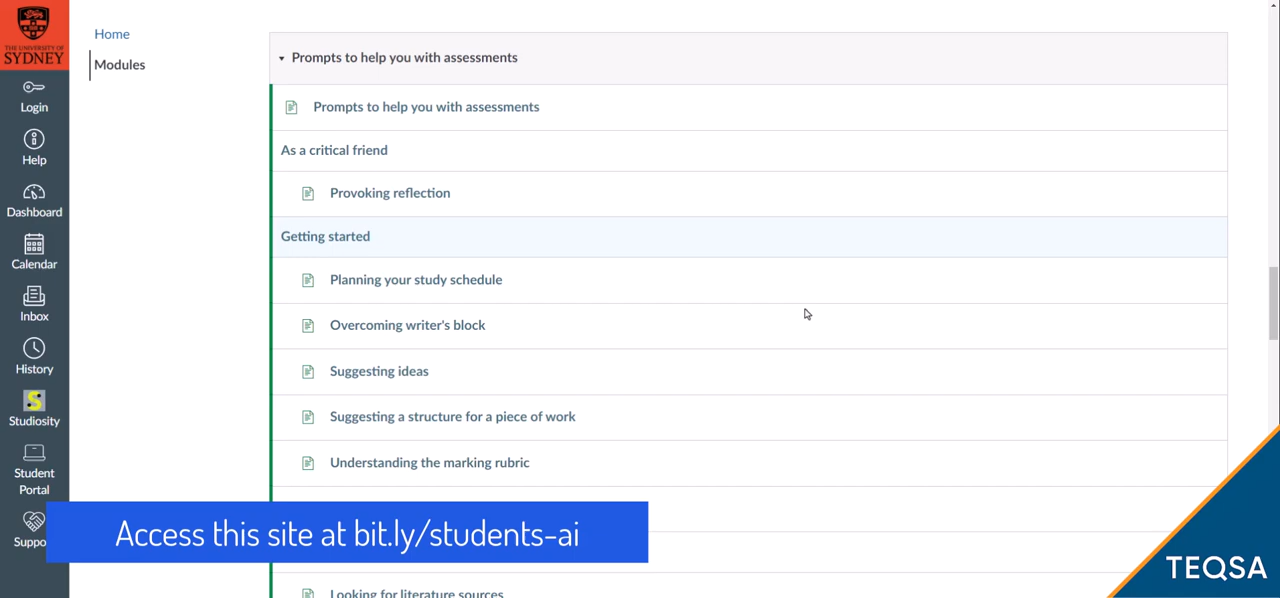 THE UNIVERSITY OF
SYDNEY
Login
Help
Dashboard
Calendar
Inbox
History
Studiosity
Student
Portal
Suppo
Home
Modules
Prompts to help you with assessments
Prompts to help you with assessments
As a critical friend
Provoking reflection
Getting started
Planning your study schedule
Overcoming writer's block
Suggesting ideas
Suggesting a structure for a piece of work
Understanding the marking rubric
Looking for literature sources
Access this site at bit.ly/students-ai
TEQSA